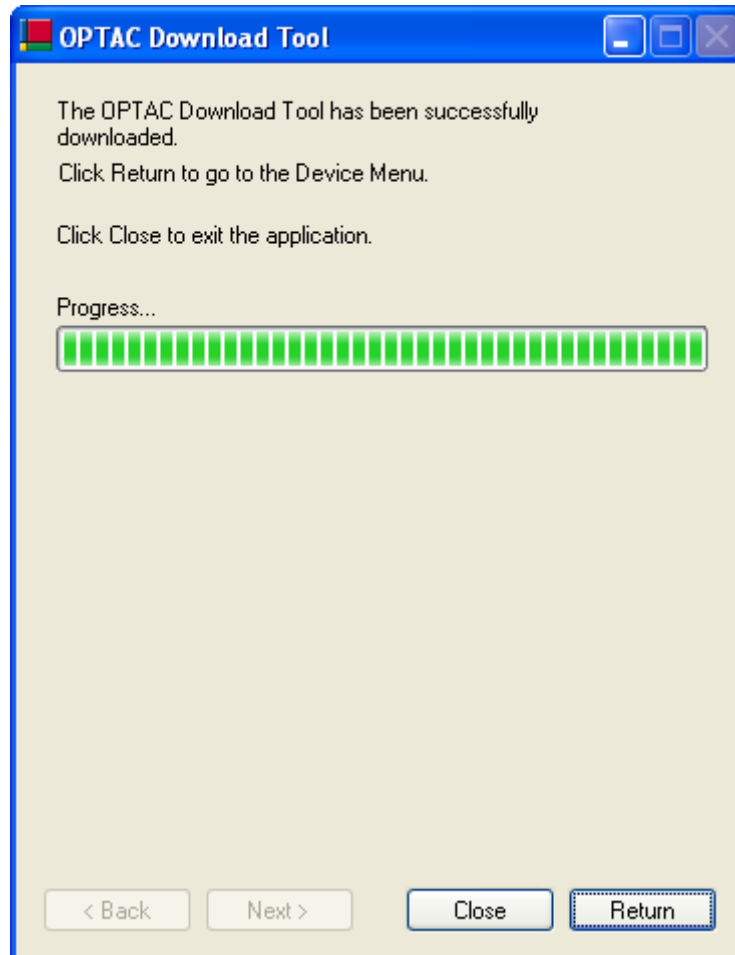 OPTAC Download Tool
The OPTAC Download Tool has been successfully
downloaded.
Click Return to go to the Device Menu.
Click Close to exit the application.
Progress...
< Back Next > Close Return